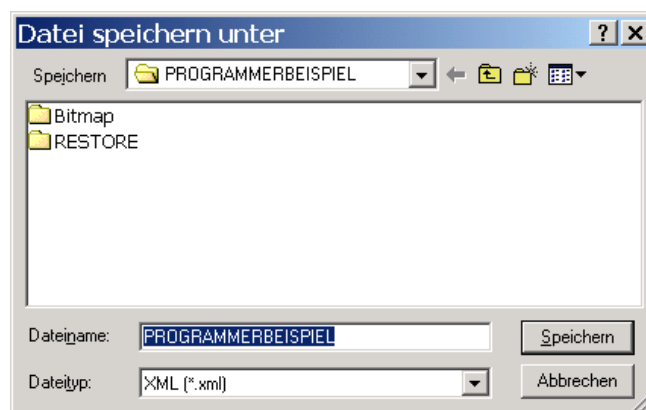 Datei speichern unter
Speichern PROGRAMMERBEISPIEL
Bitmap
RESTORE
Dateiname: PROGRAMMERBEISPIEL Speichern
Dateityp: XML (*.xml) Abbrechen